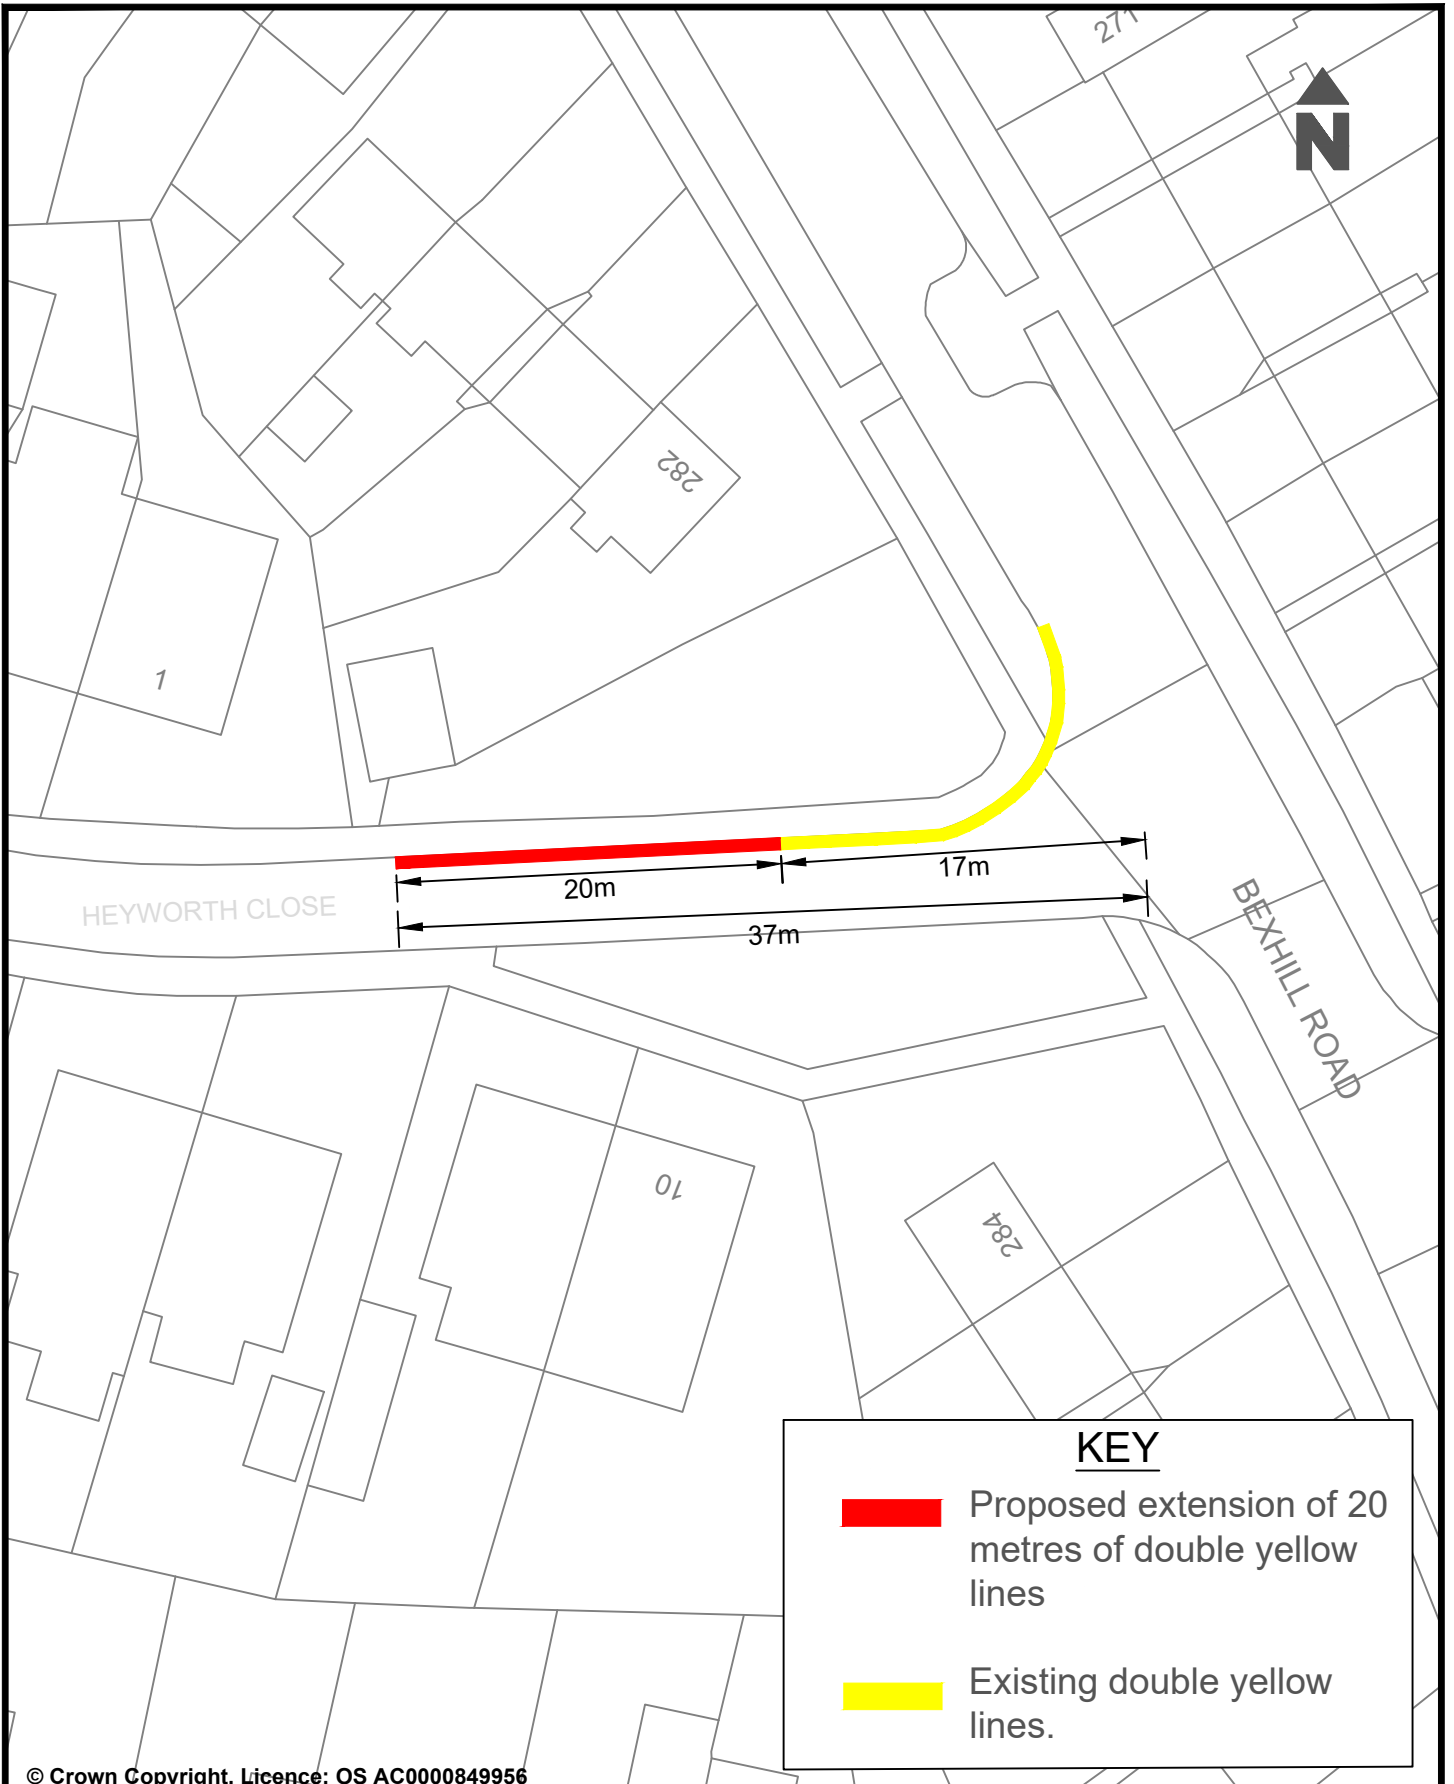 271
N
282
1
20m
17m
HEYWORTH CLOSE
37m
BEXHILL ROAD
10
284
KEY
Proposed extension of 20
metres of double yellow
lines
Existing double yellow
lines.
© Crown Copyright. Licence: OS AC0000849956